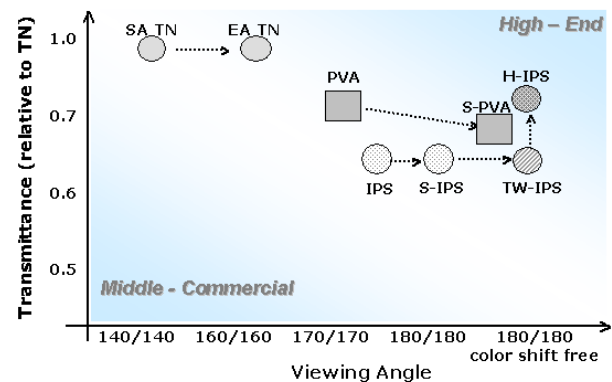 High – End
1.0
SA TN
EA TN
PVA
H-IPS
0.7
S-PVA
IPS
S-IPS
TW-IPS
0.6
0.5
Middle - Commercial
140/140
160/160
170/170
180/180
180/180
color shift free
Viewing Angle
Transmittance (relative to TN)